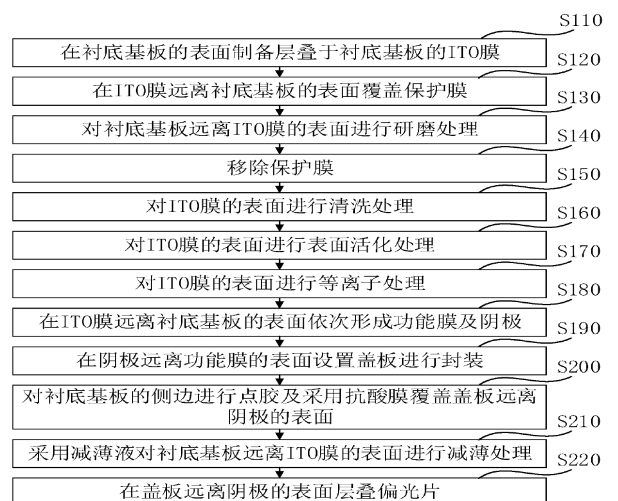 S110
在衬底基板的表面制备层叠于衬底基板的ITO膜
S120
在ITO膜远离衬底基板的表面覆盖保护膜
S130
对衬底基板远离ITO膜的表面进行研磨处理
S140
移除保护膜
S150
对ITO膜的表面进行清洗处理
S160
对ITO膜的表面进行表面活化处理
S170
对ITO膜的表面进行等离子处理
S180
在ITO膜远离衬底基板的表面依次形成功能膜及阴极
S190
在阴极远离功能膜的表面设置盖板进行封装
S200
对衬底基板的侧边进行点胶及采用抗酸膜覆盖盖板远离
阴极的表面
S210
采用减薄液对衬底基板远离ITO膜的表面进行减薄处理
S220
在盖板远离阴极的表面层叠偏光片